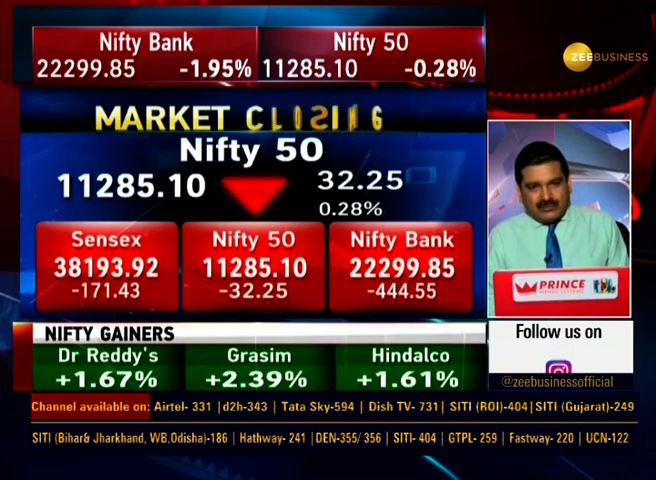 Nifty Bank
22299.85 -1.95%
Nifty 50
11285.10 -0.28%
ZEEBUSINESS
MARKET CLOSING
Nifty 50
11285.10
32.25
0.28%
Sensex
38193.92
-171.43
Nifty 50
11285.10
-32.25
Nifty Bank
22299.85
-444.55
PRINCE
PIPING SYSTEMS
NIFTY GAINERS
Dr Reddy's
+1.67%
Grasim
+2.39%
Hindalco
+1.61%
Follow us on
@zeebusinessofficial
Channel available on: Airtel- 331 | d2h-343 | Tata Sky-594 | Dish TV- 731 | SITI (ROI)-404 | SITI (Gujarat)-249
SITI (Bihar& Jharkhand, WB,Odisha)-186 | Hathway- 241 | DEN-355/ 356 | SITI- 404 | GTPL- 259 | Fastway- 220 | UCN-122